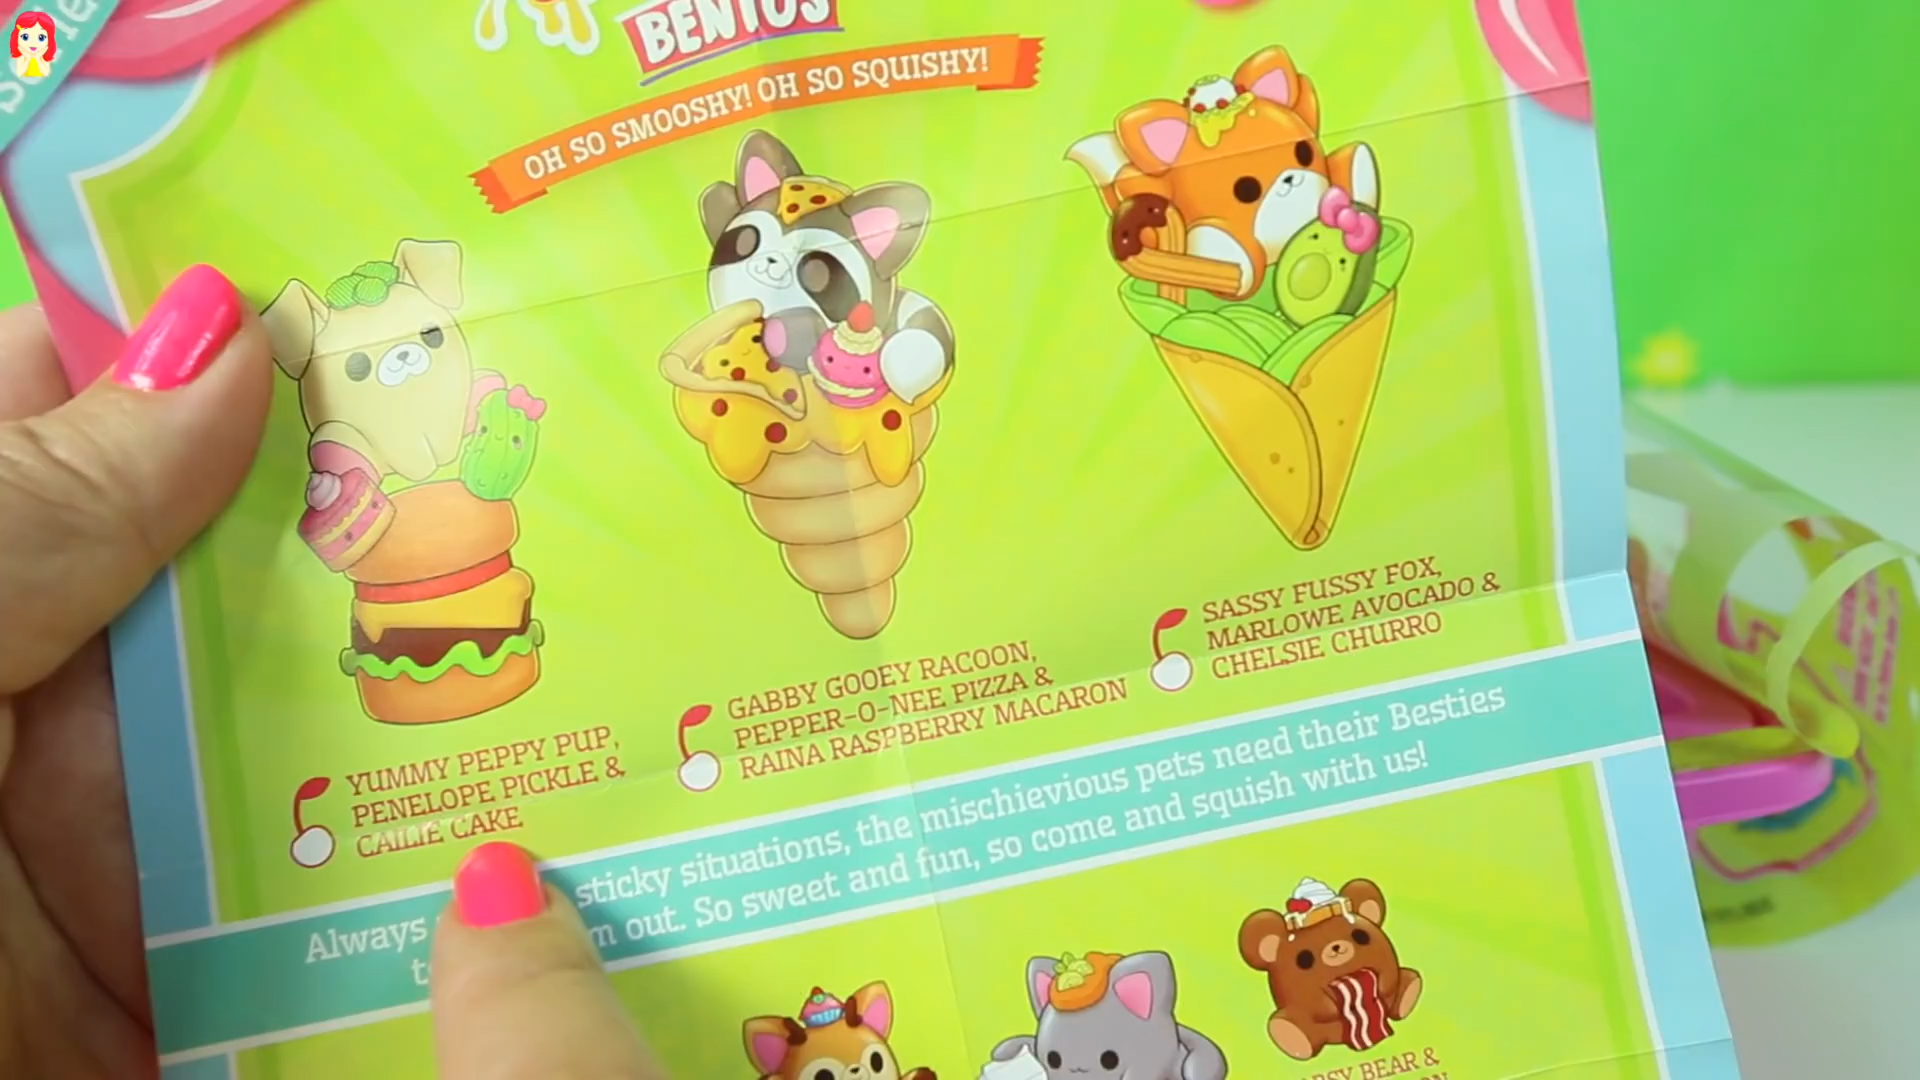 BENTOS
OH SO SMOOSHY! OH SO SQUISHY!
YUMMY PEPPY PUP,
PENELOPE PICKLE &
CAILIE CAKE
GABBY GOOEY RACOON,
PEPPER-O-NEE PIZZA &
RAINA RASPBERRY MACARON
SASSY FUSSY FOX,
MARLOWE AVOCADO &
CHELSIE CHURRO
Always sticky situations, the mischievious pets need their Besties
out. So sweet and fun, so come and squish with us!
BEAR &